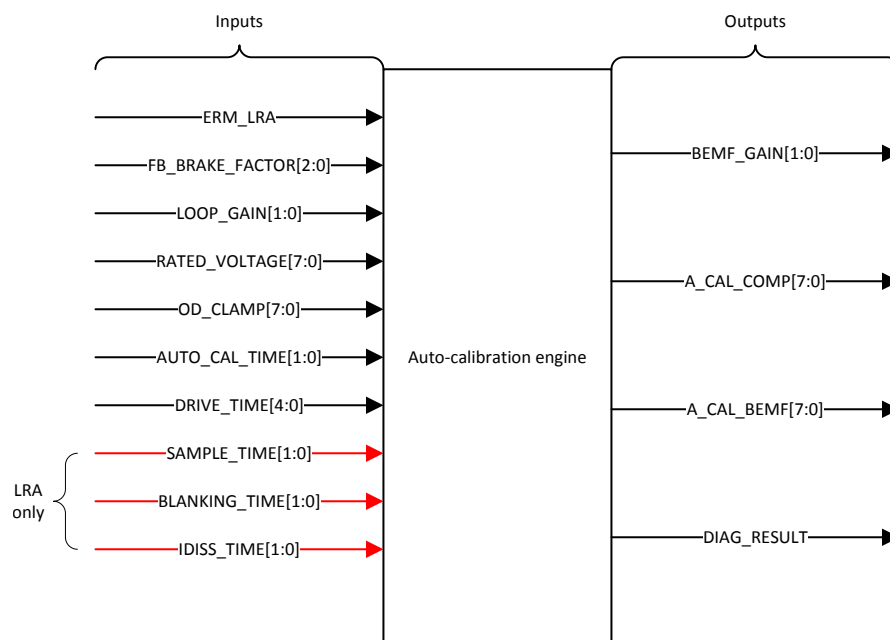 Inputs
Outputs
ERM_LRA
FB_BRAKE_FACTOR[2:0]
LOOP_GAIN[1:0]
RATED_VOLTAGE[7:0]
OD_CLAMP[7:0]
AUTO_CAL_TIME[1:0]
DRIVE_TIME[4:0]
SAMPLE_TIME[1:0]
BLANKING_TIME[1:0]
IDISS_TIME[1:0]
LRA
only
Auto-calibration engine
BEMF_GAIN[1:0]
A_CAL_COMP[7:0]
A_CAL_BEMF[7:0]
DIAG_RESULT